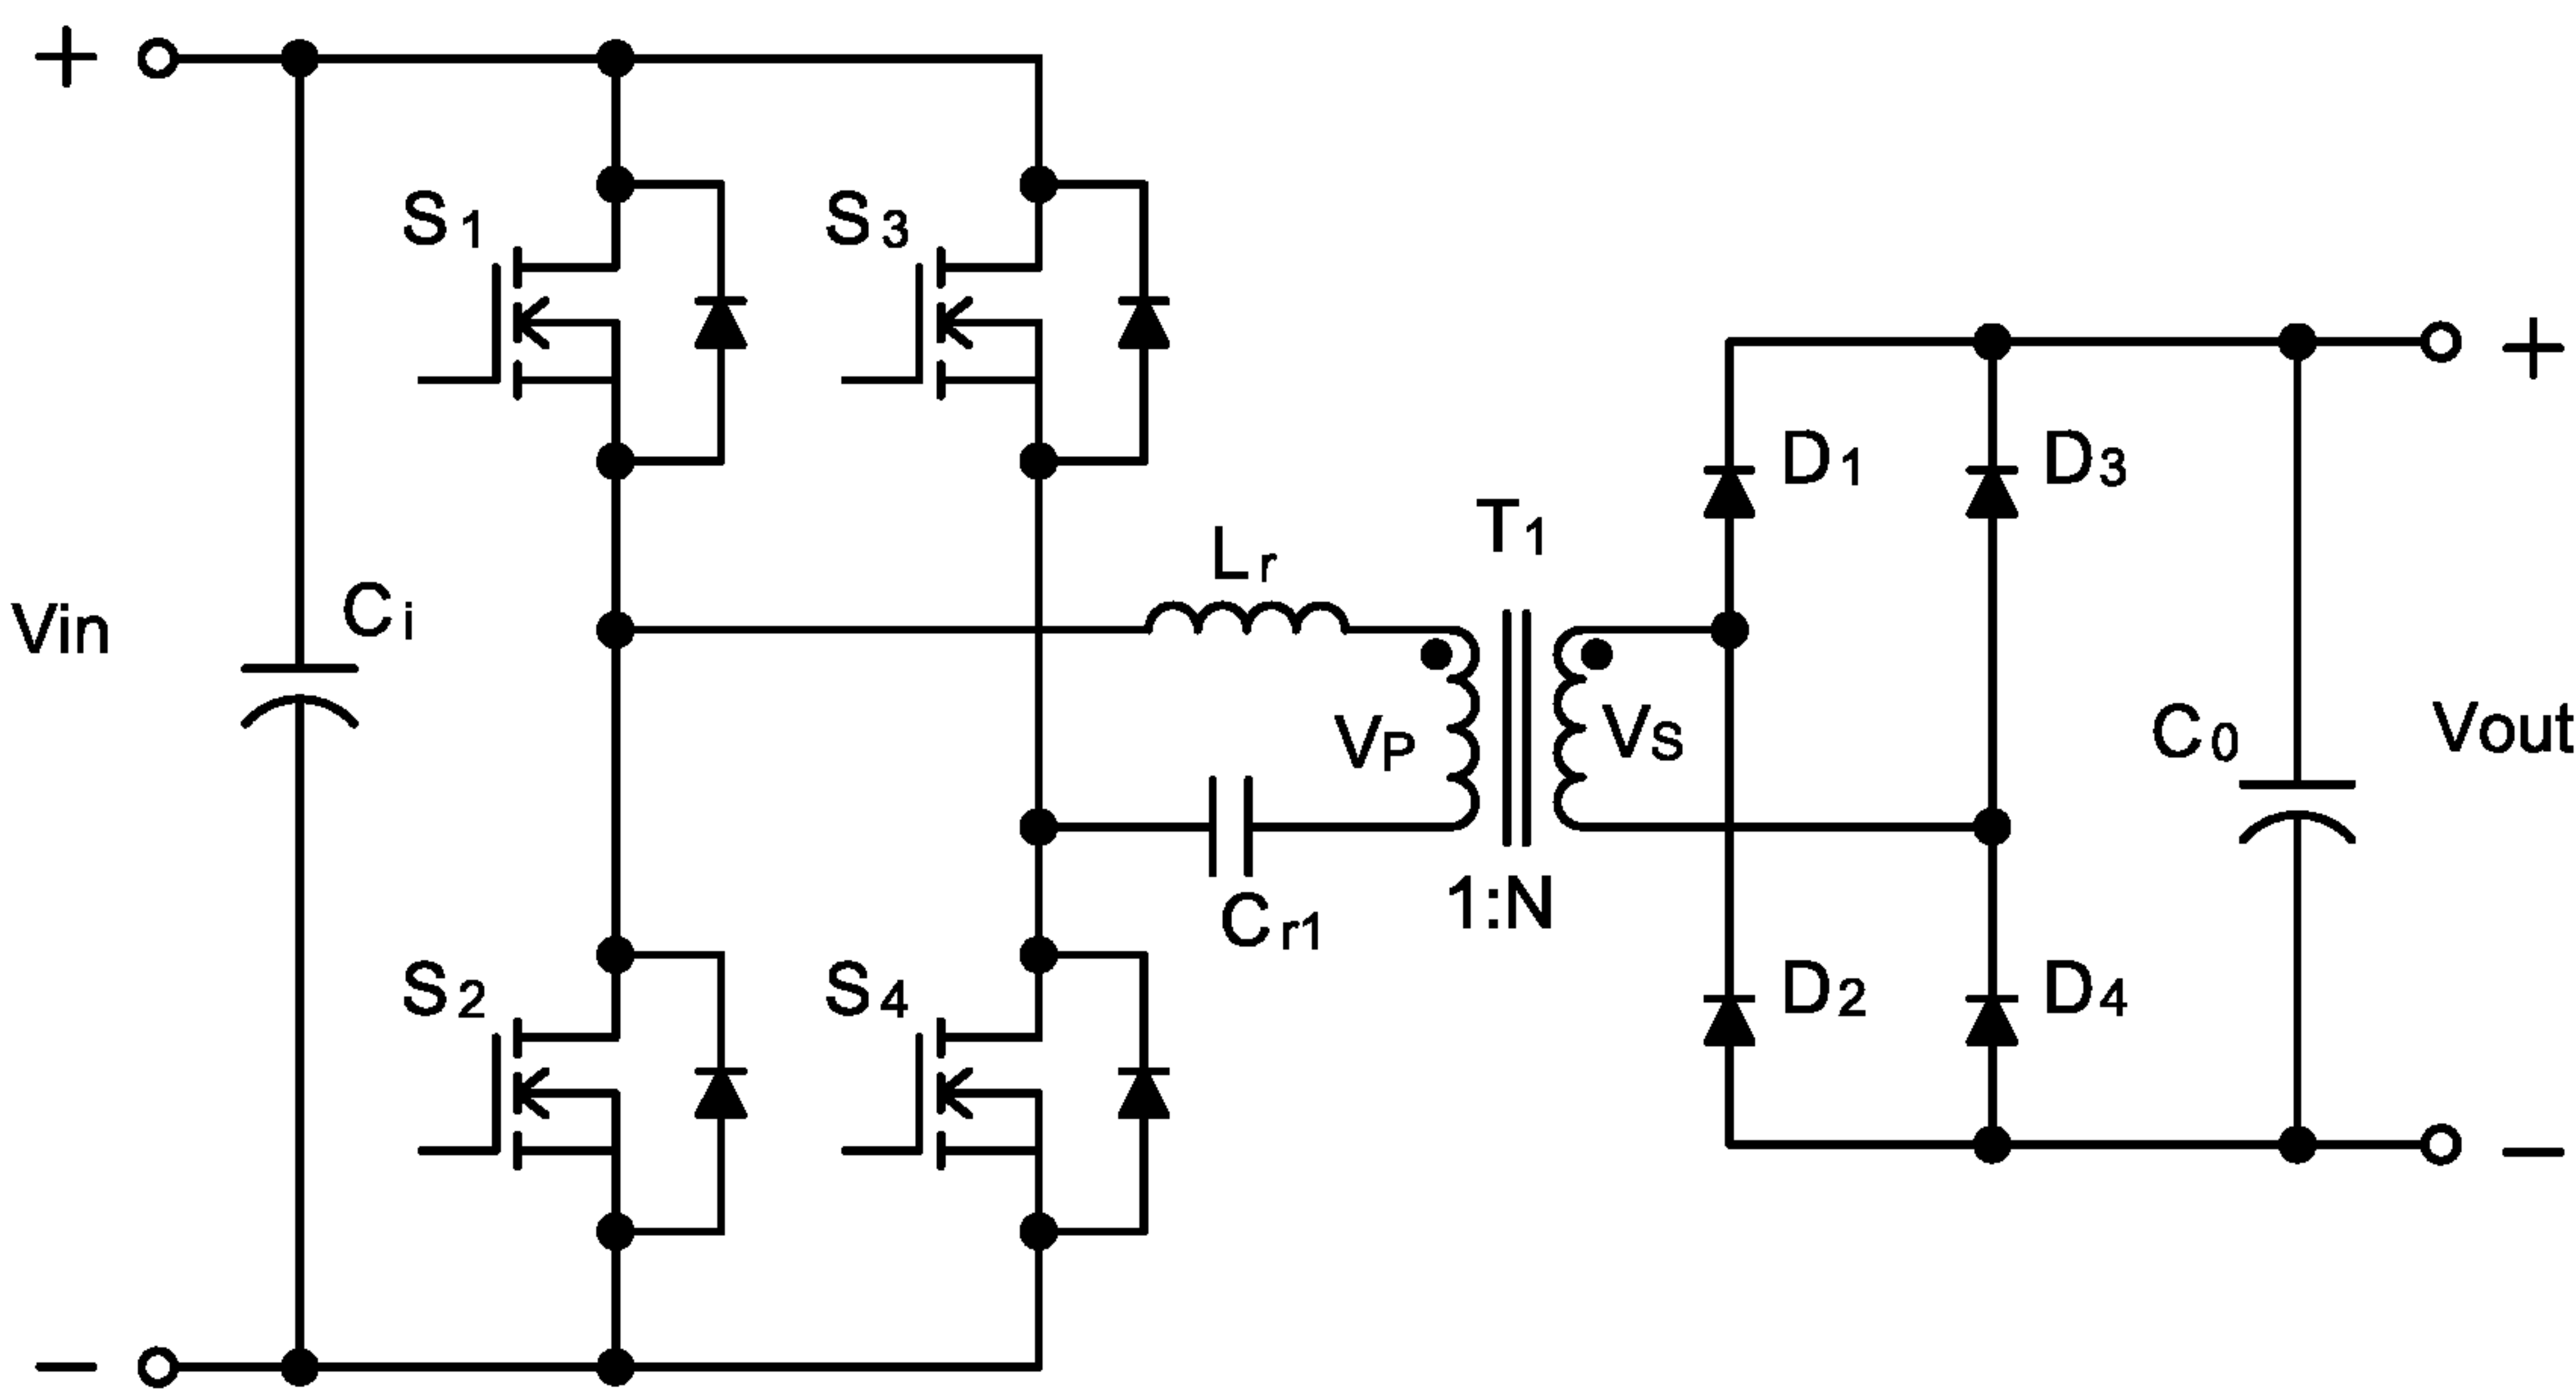 +
S1
S3
+
D1
D3
T1
Lr
Vin
Ci
VP
VS
C0
Vout
1:N
Cr1
S2
S4
D2
D4
−
−